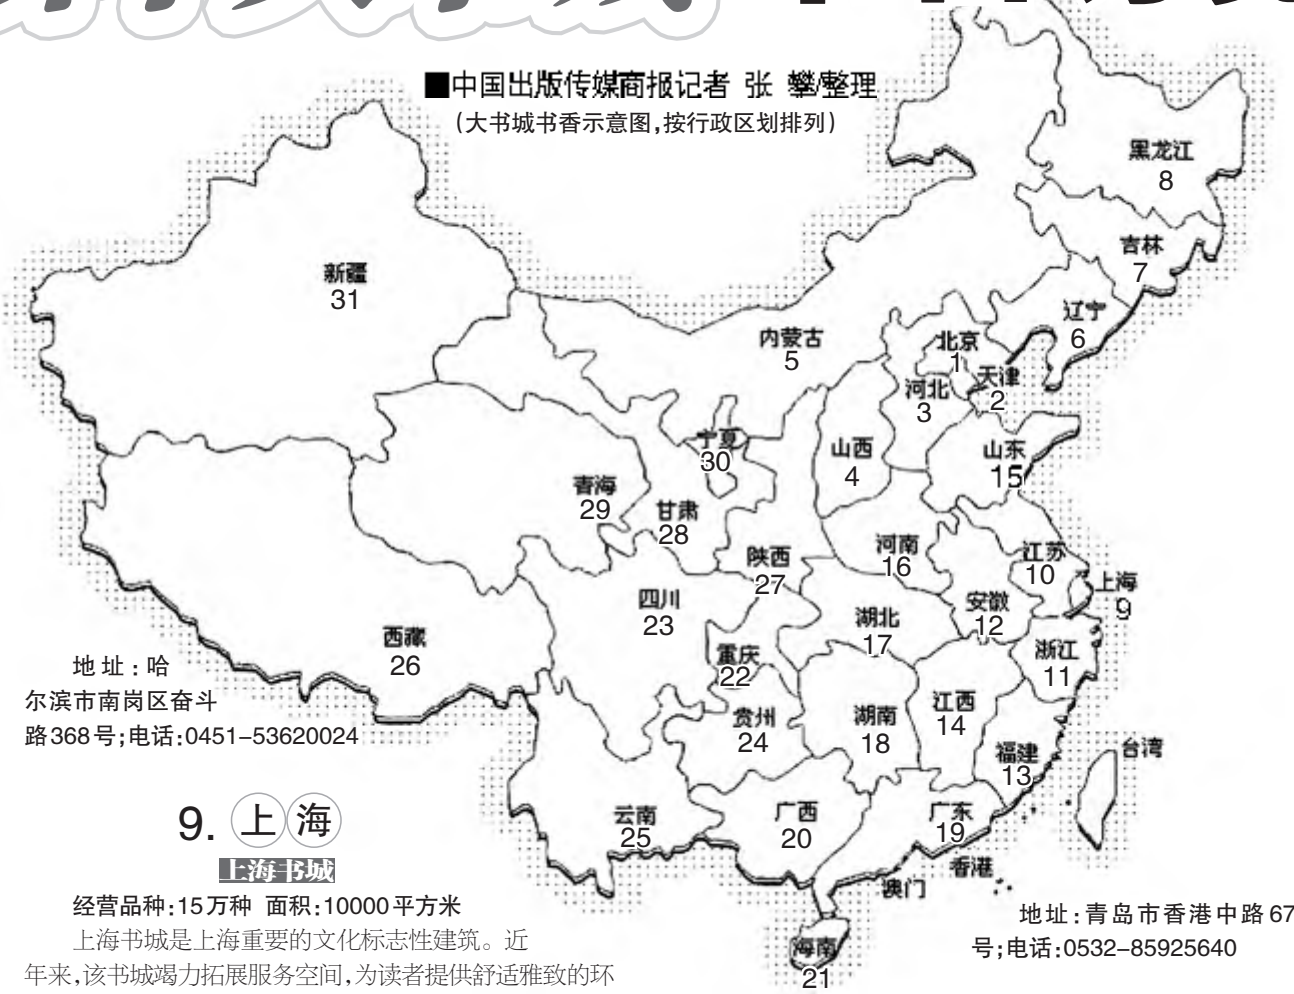 ■中国出版传媒商报记者 张 攀/整理
(大书城书香示意图,按行政区划排列)
黑龙江
8
吉林
7
辽宁
6
新疆
31
内蒙古
5
北京
1
天津
2
河北
3
山西
4
宁夏
30
山东
15
青海
29
甘肃
28
陕西
27
河南
16
江苏
10
上海
9
安徽
12
四川
23
湖北
17
西藏
26
重庆
22
浙江
11
江西
14
湖南
18
贵州
24
福建
13
台湾
云南
25
广西
20
广东
19
香港
澳门
海南
21
地址:哈
尔滨市南岗区奋斗
路368号;电话:0451-53620024
9. 上海
上海书城
经营品种:15万种 面积:10000平方米
上海书城是上海重要的文化标志性建筑。近
年来,该书城竭力拓展服务空间,为读者提供舒适雅致的环
地址:青岛市香港中路67
号;电话:0532-85925640